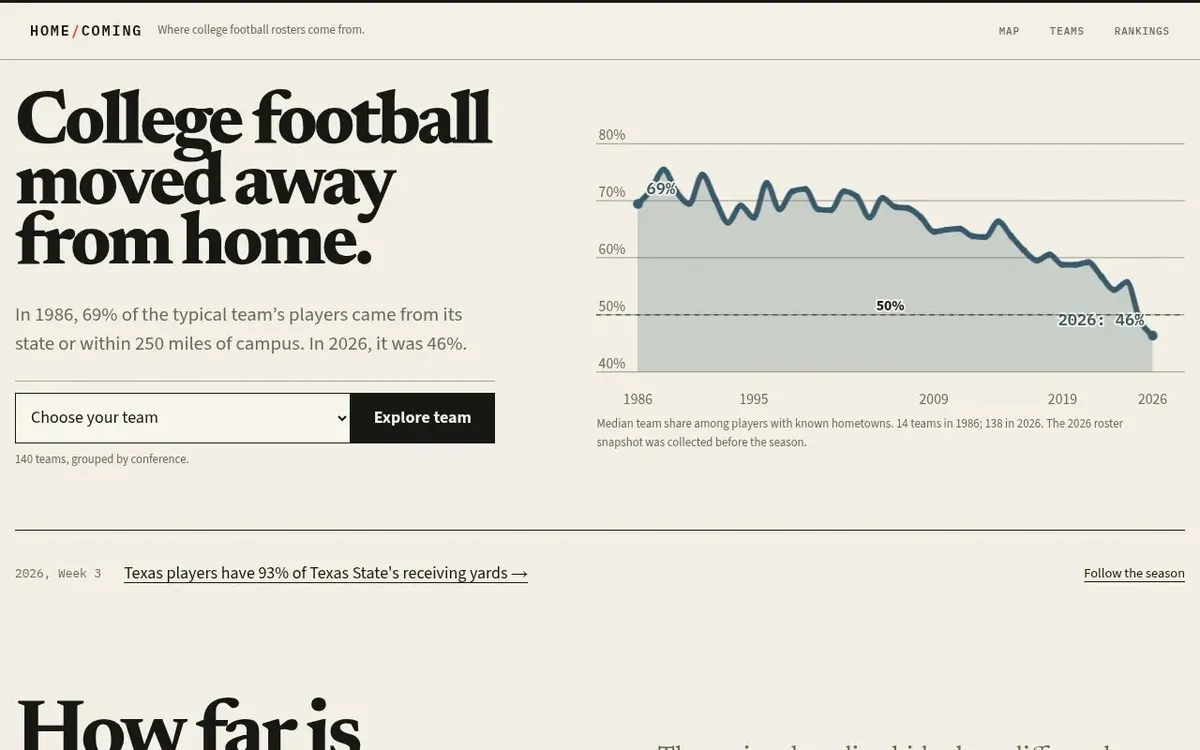 HOME/COMING
Where college football rosters come from.
MAP
TEAMS
RANKINGS
College football
moved away
from home.
In 1986, 69% of the typical team’s players came from its
state or within 250 miles of campus. In 2026, it was 46%.
Choose your team
Explore team
140 teams, grouped by conference.
80%
70%
69%
60%
50%
50%
2026: 46%
40%
1986
1995
2009
2019
2026
Median team share among players with known hometowns. 14 teams in 1986; 138 in 2026. The 2026 roster
snapshot was collected before the season.
2026, Week 3
Texas players have 93% of Texas State's receiving yards →
Follow the season
How far is